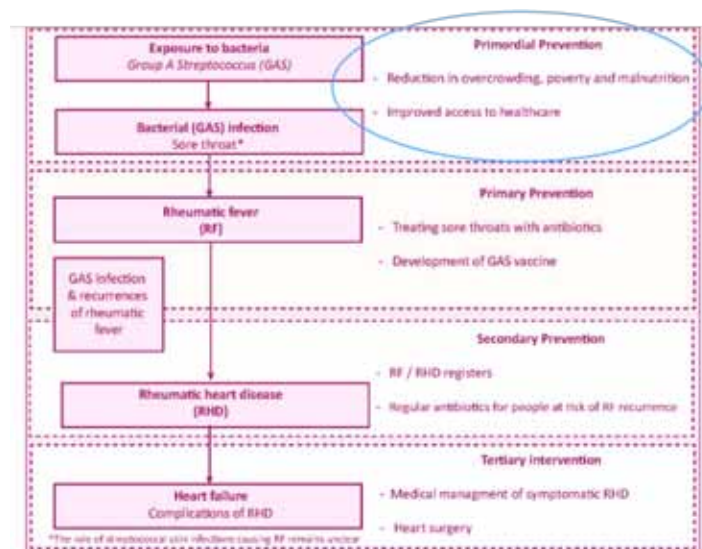 Exposure to bacteria
Group A Streptococcus (GAS)
Primordial Prevention
- Reduction in overcrowding, poverty and malnutrition
- Improved access to healthcare
Bacterial (GAS) infection
Sore throat*
Primary Prevention
Rheumatic fever
(RF)
- Treating sore throats with antibiotics
- Development of GAS vaccine
GAS infection
& recurrences
of rheumatic
fever
Secondary Prevention
- RF / RHD registers
Rheumatic heart disease
(RHD)
- Regular antibiotics for people at risk of RF recurrence
Tertiary intervention
Heart failure
Complications of RHD
- Medical managment of symptomatic RHD
- Heart surgery
*The role of streptococcal skin infections causing RF remains unclear